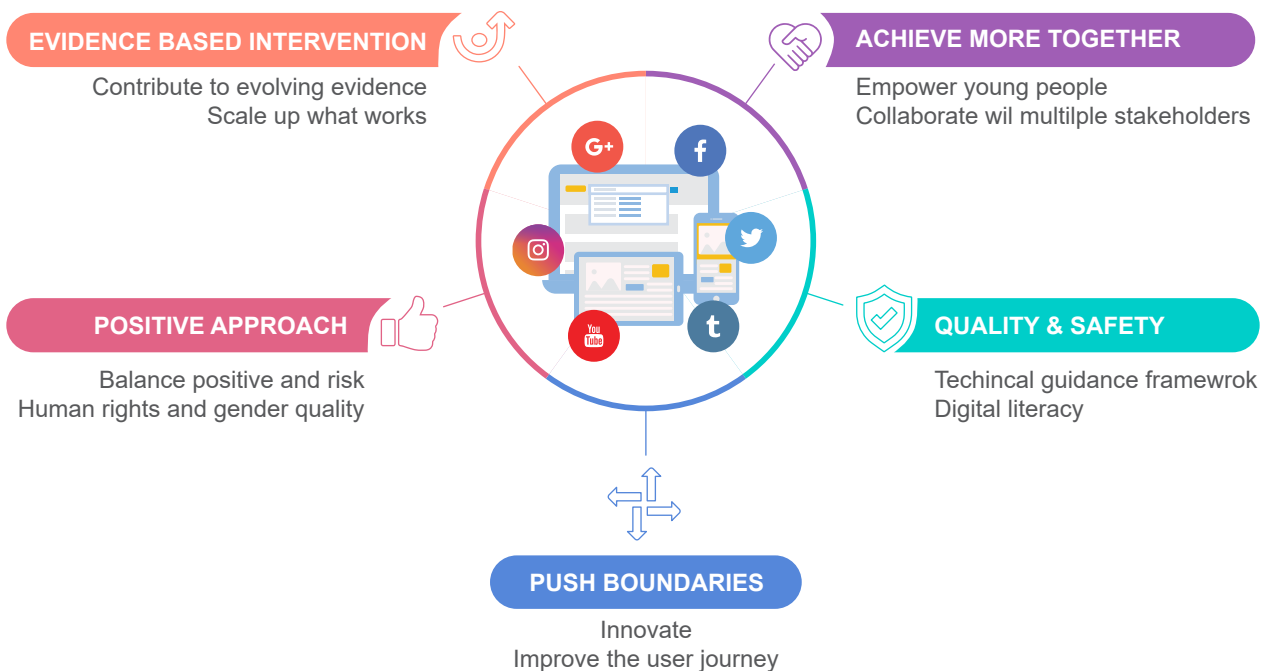 EVIDENCE BASED INTERVENTION
Contribute to evolving evidence
Scale up what works
ACHIEVE MORE TOGETHER
Empower young people
Collaborate wil multilple stakeholders
G+
f
You
Tube
t
POSITIVE APPROACH
Balance positive and risk
Human rights and gender quality
QUALITY & SAFETY
Techincal guidance framewrok
Digital literacy
PUSH BOUNDARIES
Innovate
Improve the user journey